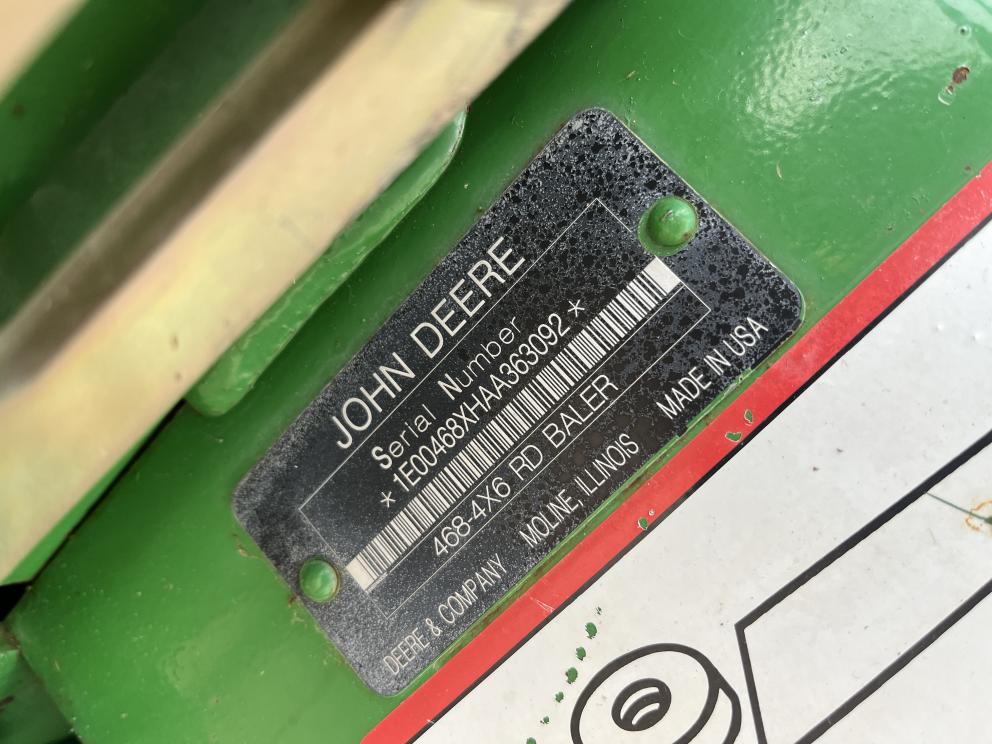 JOHN DEERE
Serial Number
*1E00468XHAA363092*
468-4X6 RD BALER
DEERE & COMPANY MOLINE, ILLINOIS MADE IN USA